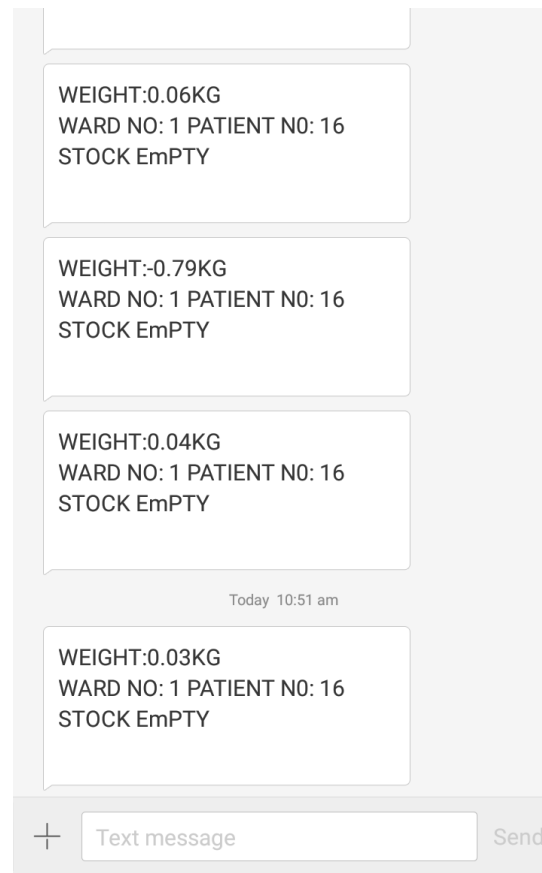 WEIGHT:0.06KG
WARD NO: 1 PATIENT N0: 16
STOCK EmPTY
WEIGHT:-0.79KG
WARD NO: 1 PATIENT N0: 16
STOCK EmPTY
WEIGHT:0.04KG
WARD NO: 1 PATIENT N0: 16
STOCK EmPTY
Today 10:51 am
WEIGHT:0.03KG
WARD NO: 1 PATIENT N0: 16
STOCK EmPTY
Text message Send